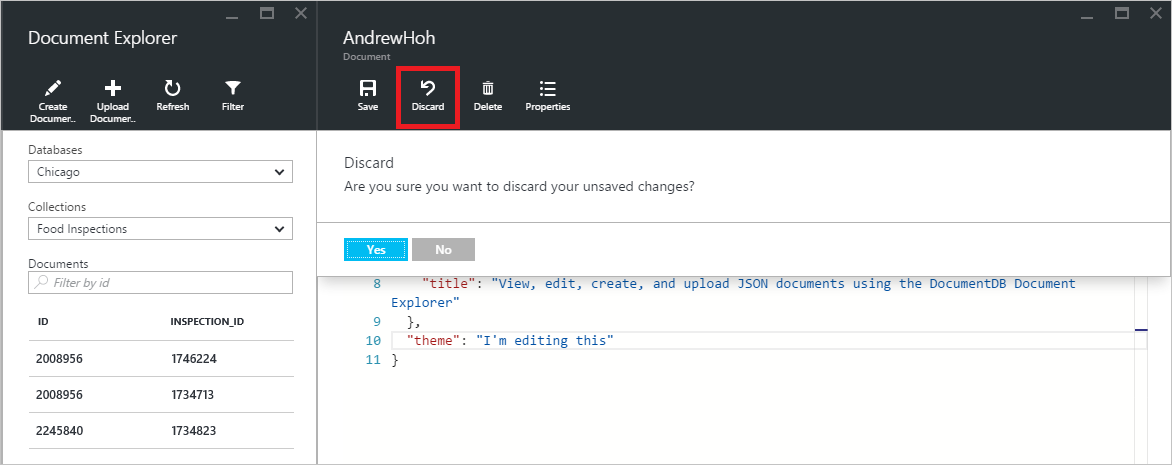 Document Explorer
Create
Documer..
Upload
Documer..
Refresh
Filter
Databases
Chicago
Collections
Food Inspections
Documents
Filter by id
ID INSPECTION_ID
2008956 1746224
2008956 1734713
2245840 1734823
AndrewHoh
Document
Save
Discard
Delete
Properties
Discard
Are you sure you want to discard your unsaved changes?
Yes No
8 "title": "View, edit, create, and upload JSON documents using the DocumentDB Document
Explorer"
9 },
10 "theme": "I'm editing this"
11 }